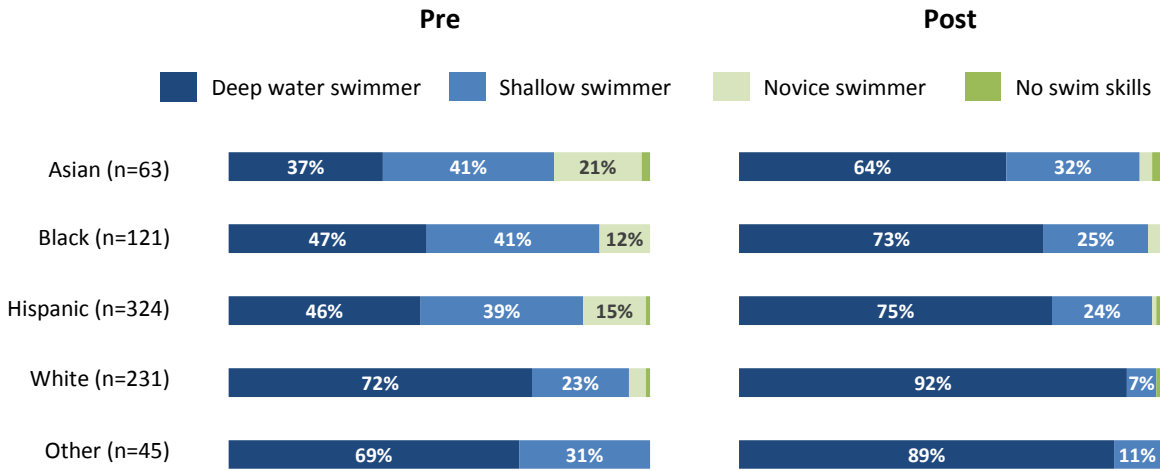 Pre Post
Deep water swimmer Shallow swimmer Novice swimmer No swim skills
Asian (n=63) 37% 41% 21% 64% 32%
Black (n=121) 47% 41% 12% 73% 25%
Hispanic (n=324) 46% 39% 15% 75% 24%
White (n=231) 72% 23% 92% 7%
Other (n=45) 69% 31% 89% 11%